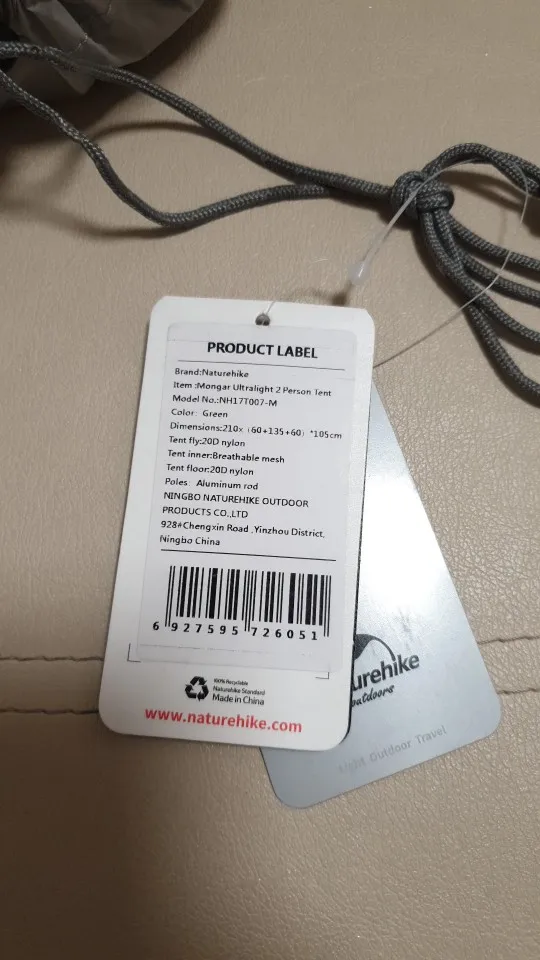 PRODUCT LABEL
Brand:Naturehike
Item :Mongar Ultralight 2 Person Tent
Model No.:NH17T007-M
Color: Green
Dimensions:210x（60+135+60）*105cm
Tent fly:20D nylon
Tent inner:Breathable mesh
Tent floor:20D nylon
Poles: Aluminum rod
NINGBO NATUREHIKE OUTDOOR
PRODUCTS CO.,LTD
928#Chengxin Road ,Yinzhou District,
Ningbo China
6 927595 726051
100% Recyclable
Naturehike Standard
Made in China
www.naturehike.com
urehike
outdoors
Light Outdoor Travel